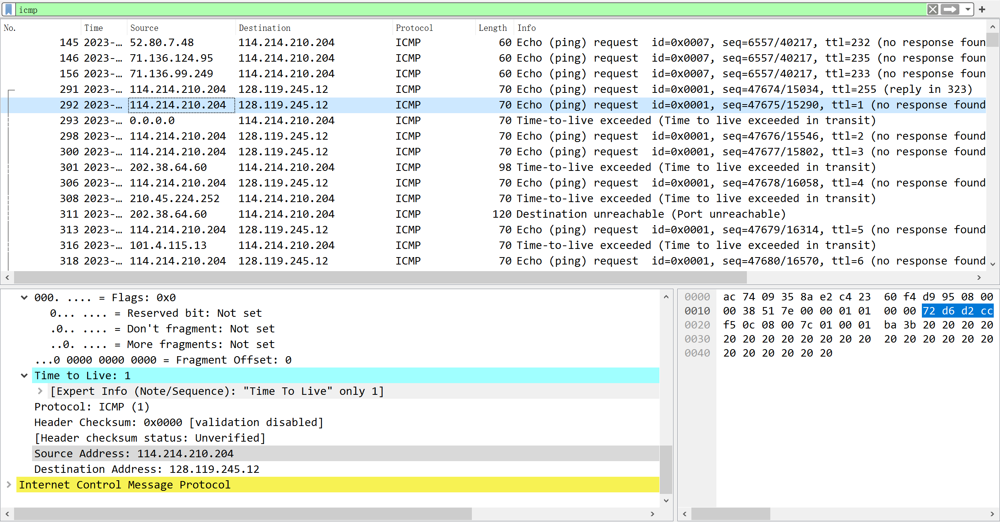 icmp
No. Time Source Destination Protocol Length Info
145 2023-… 52.80.7.48 114.214.210.204 ICMP 60 Echo (ping) request  id=0x0007, seq=6557/40217, ttl=232 (no response foun
146 2023-… 71.136.124.95 114.214.210.204 ICMP 60 Echo (ping) request  id=0x0007, seq=6557/40217, ttl=235 (no response foun
156 2023-… 71.136.99.249 114.214.210.204 ICMP 60 Echo (ping) request  id=0x0007, seq=6557/40217, ttl=233 (no response foun
291 2023-… 114.214.210.204 128.119.245.12 ICMP 70 Echo (ping) request  id=0x0001, seq=47674/15034, ttl=255 (reply in 323)
292 2023-… 114.214.210.204 128.119.245.12 ICMP 70 Echo (ping) request  id=0x0001, seq=47675/15290, ttl=1 (no response found
293 2023-… 0.0.0.0 114.214.210.204 ICMP 70 Time-to-live exceeded (Time to live exceeded in transit)
298 2023-… 114.214.210.204 128.119.245.12 ICMP 70 Echo (ping) request  id=0x0001, seq=47676/15546, ttl=2 (no response found
300 2023-… 114.214.210.204 128.119.245.12 ICMP 70 Echo (ping) request  id=0x0001, seq=47677/15802, ttl=3 (no response found
301 2023-… 202.38.64.60 114.214.210.204 ICMP 98 Time-to-live exceeded (Time to live exceeded in transit)
306 2023-… 114.214.210.204 128.119.245.12 ICMP 70 Echo (ping) request  id=0x0001, seq=47678/16058, ttl=4 (no response found
308 2023-… 210.45.224.252 114.214.210.204 ICMP 70 Time-to-live exceeded (Time to live exceeded in transit)
311 2023-… 202.38.64.60 114.214.210.204 ICMP 120 Destination unreachable (Port unreachable)
313 2023-… 114.214.210.204 128.119.245.12 ICMP 70 Echo (ping) request  id=0x0001, seq=47679/16314, ttl=5 (no response found
316 2023-… 101.4.115.13 114.214.210.204 ICMP 70 Time-to-live exceeded (Time to live exceeded in transit)
318 2023-… 114.214.210.204 128.119.245.12 ICMP 70 Echo (ping) request  id=0x0001, seq=47680/16570, ttl=6 (no response found
000. .... = Flags: 0x0
0... .... = Reserved bit: Not set
.0.. .... = Don't fragment: Not set
..0. .... = More fragments: Not set
...0 0000 0000 0000 = Fragment Offset: 0
Time to Live: 1
[Expert Info (Note/Sequence): "Time To Live" only 1]
Protocol: ICMP (1)
Header Checksum: 0x0000 [validation disabled]
[Header checksum status: Unverified]
Source Address: 114.214.210.204
Destination Address: 128.119.245.12
Internet Control Message Protocol
0000 ac 74 09 35 8a e2 c4 23 60 f4 d9 95 08 00
0010 00 38 51 7e 00 00 01 01 00 00 72 d6 d2 cc
0020 f5 0c 08 00 7c 01 00 01 ba 3b 20 20 20 20
0030 20 20 20 20 20 20 20 20 20 20 20 20 20 20
0040 20 20 20 20 20 20